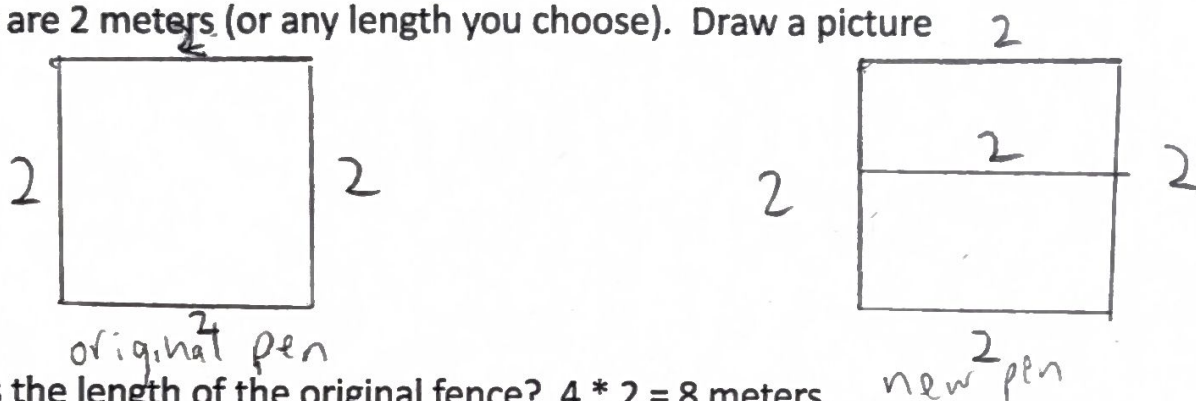 are 2 meters (or any length you choose). Draw a picture
2 2
2 2 2 2 2
2 2
original pen new pen
the length of the original fence? 4 * 2 = 8 meters